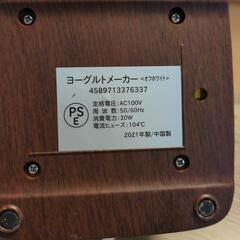 ヨーグルトメーカー <オフホワイト>
4589713376337
PS
E
定格電圧:AC100V
周波数:50/60Hz
消費電力:30W
電流ヒューズ:104℃
2021年製/中国製